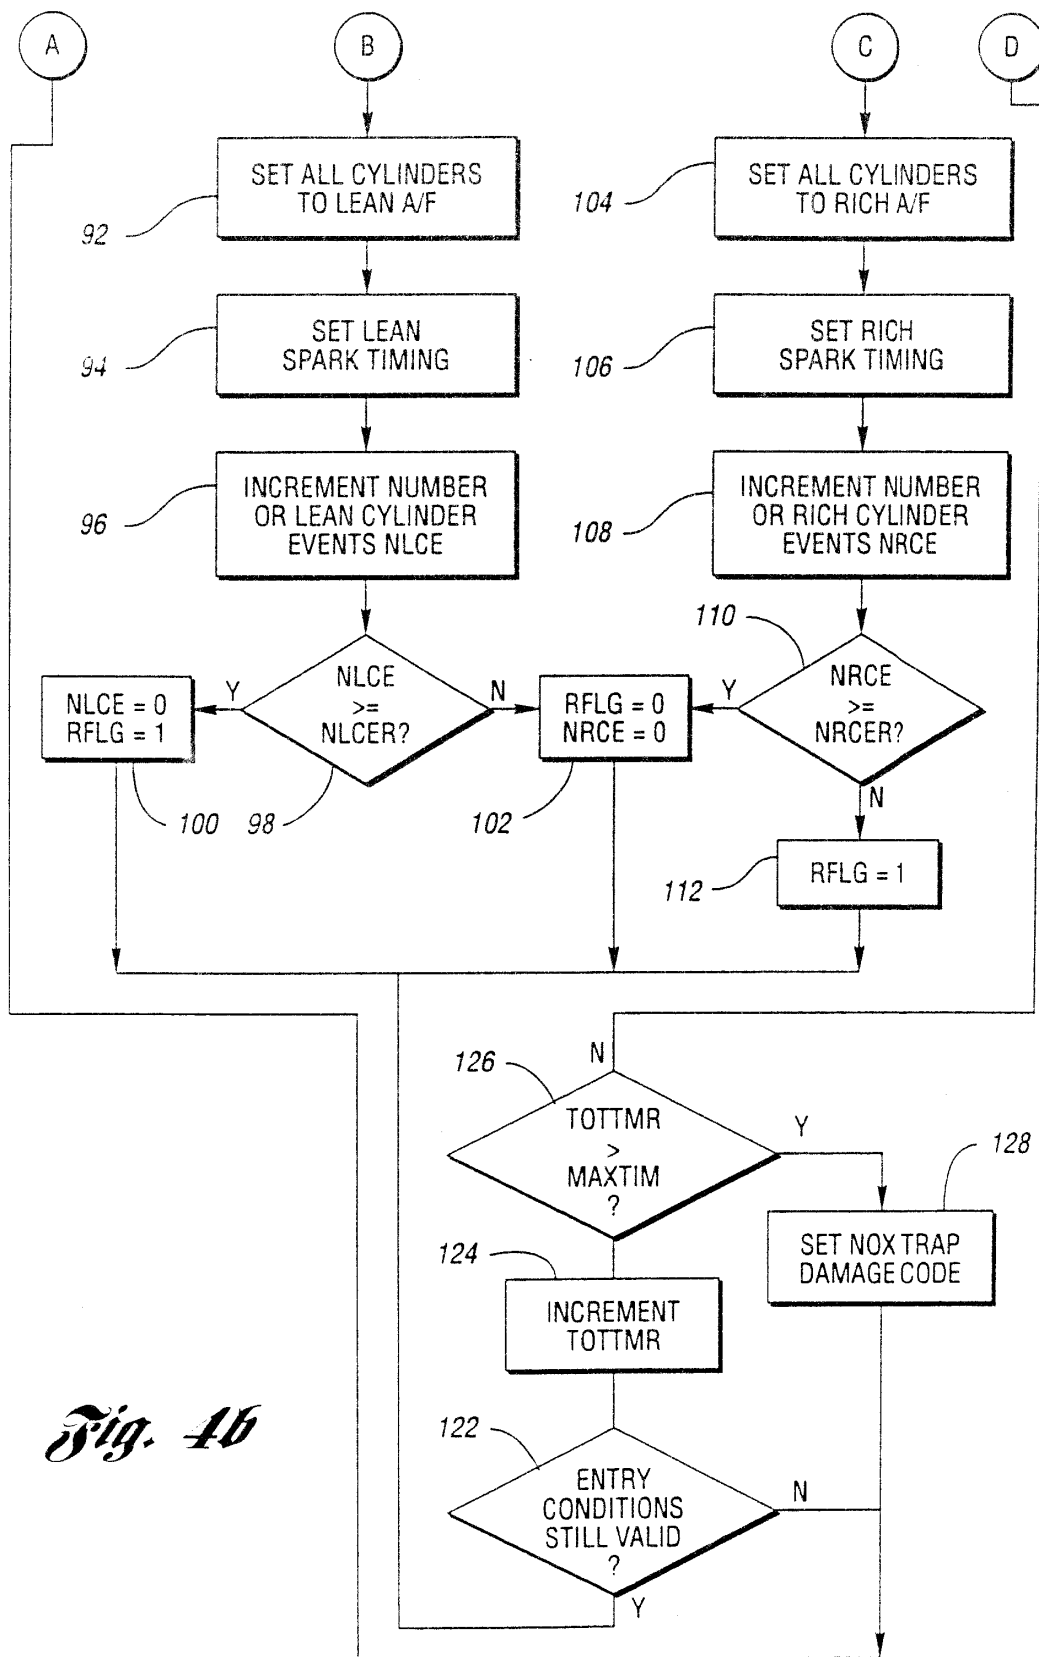 A
B
C
D
SET ALL CYLINDERS
TO LEAN A/F
92
SET ALL CYLINDERS
TO RICH A/F
104
SET LEAN
SPARK TIMING
94
SET RICH
SPARK TIMING
106
INCREMENT NUMBER
OR LEAN CYLINDER
EVENTS NLCE
96
INCREMENT NUMBER
OR RICH CYLINDER
EVENTS NRCE
108
110
NLCE = 0
RFLG = 1
Y
NLCE
>=
NLCER?
N
RFLG = 0
NRCE = 0
Y
NRCE
>=
NRCER?
N
100
98
102
RFLG = 1
112
N
126
TOTTMR
>
MAXTIM
?
Y
128
SET NOX TRAP
DAMAGE CODE
124
INCREMENT
TOTTMR
122
ENTRY
CONDITIONS
STILL VALID
?
N
Y
Fig. 4b